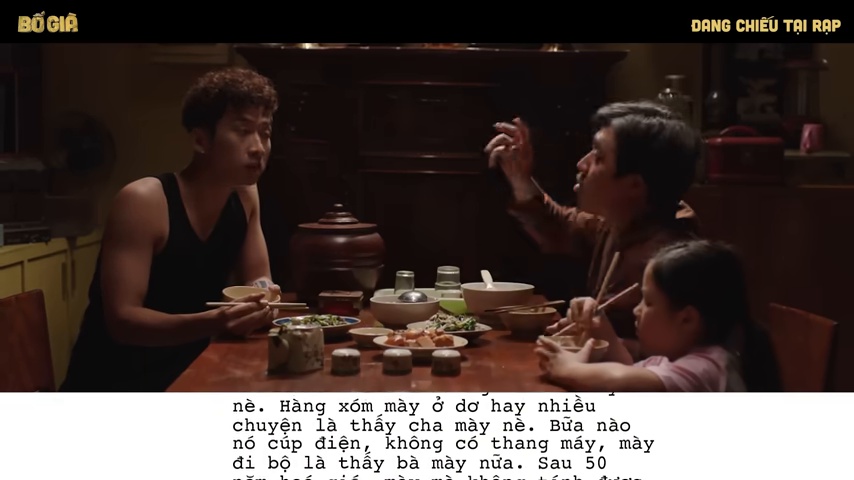 BỐ GIÀ
ĐANG CHIẾU TẠI RẠP
nè. Hàng xóm mày ở dơ hay nhiều
chuyện là thấy cha mày nè. Bữa nào
nó cúp điện, không có thang máy, mày
đi bộ là thấy bà mày nữa. Sau 50